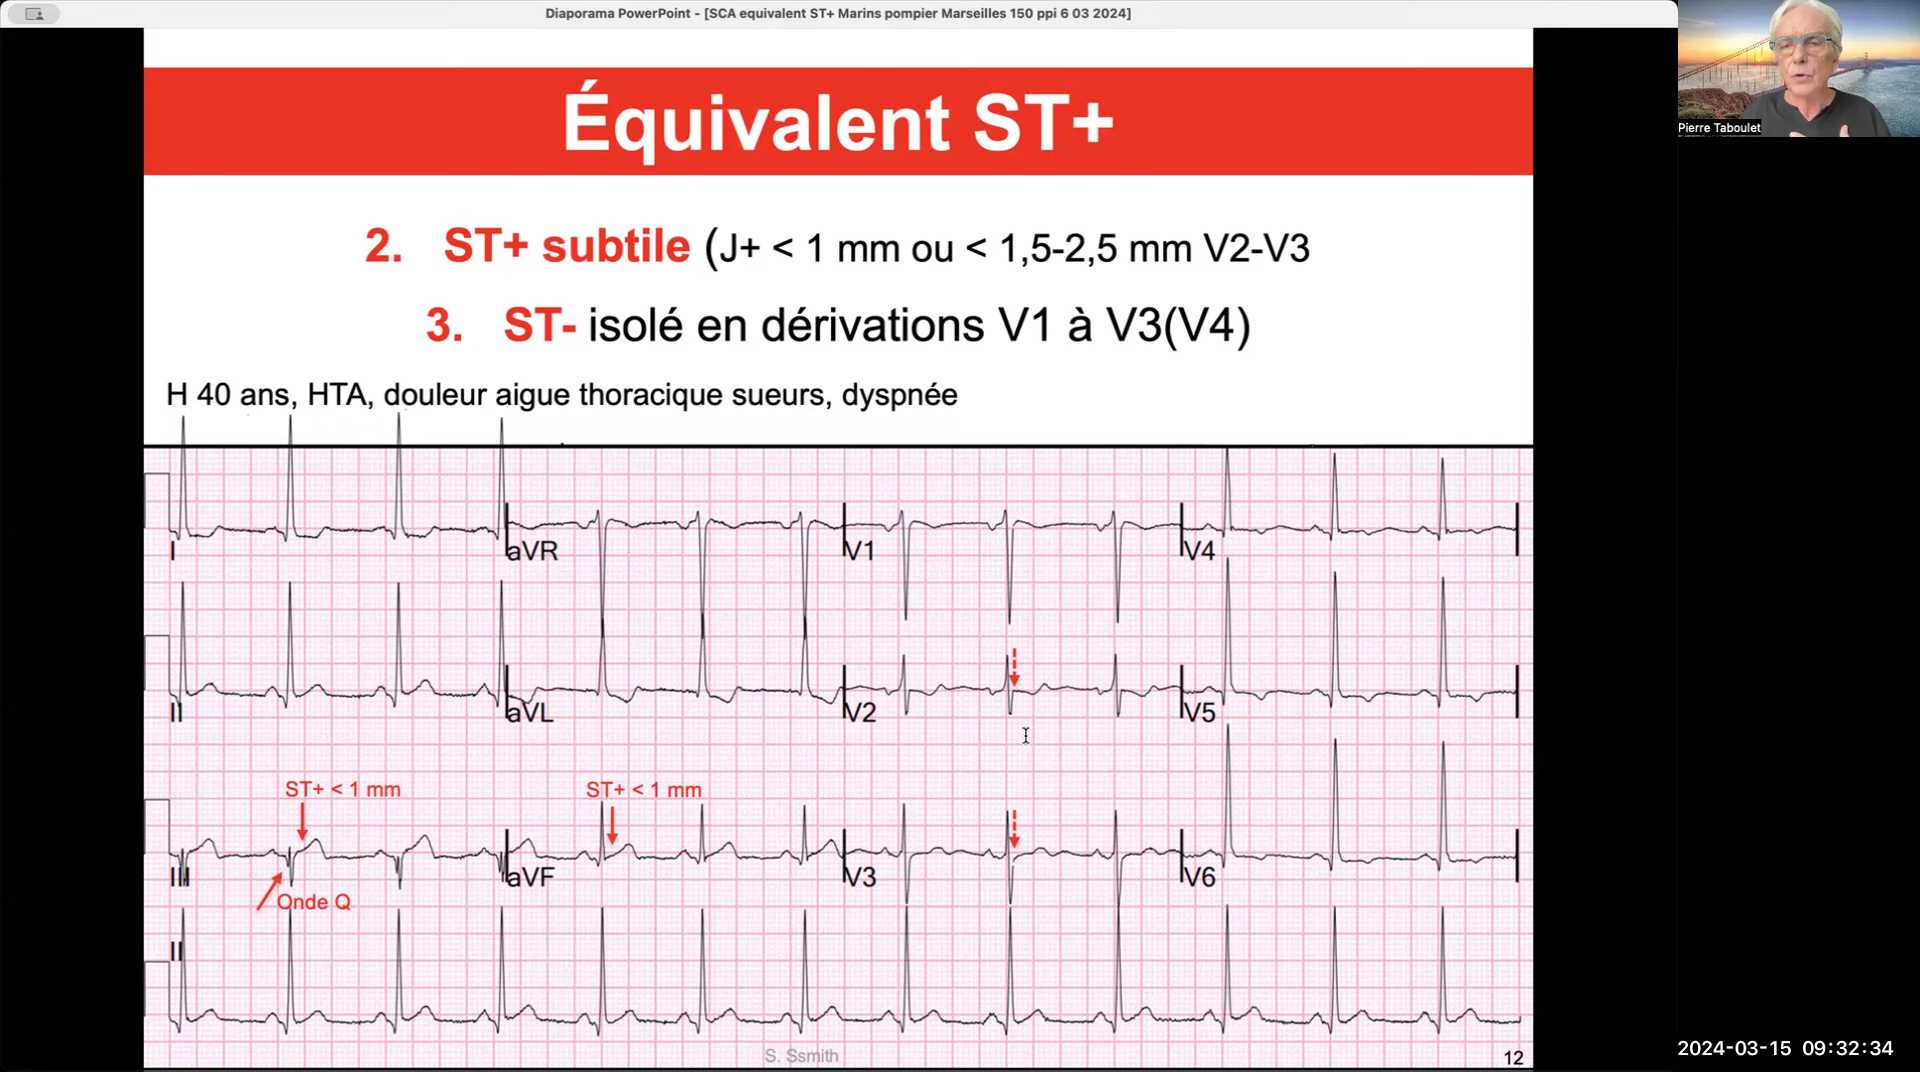 Diaporama PowerPoint - [SCA equivalent ST+ Marins pompier Marseilles 150 ppi 6 03 2024]
Pierre Taboulet
Équivalent ST+
2. ST+ subtile (J+ < 1 mm ou < 1,5-2,5 mm V2-V3
3. ST- isolé en dérivations V1 à V3(V4)
H 40 ans, HTA, douleur aigue thoracique sueurs, dyspnée
I aVR V1 V4
II aVL V2 V5
ST+ < 1 mm ST+ < 1 mm
III aVF V3 V6
Onde Q
II
S. Ssmith
12
2024-03-15 09:32:34